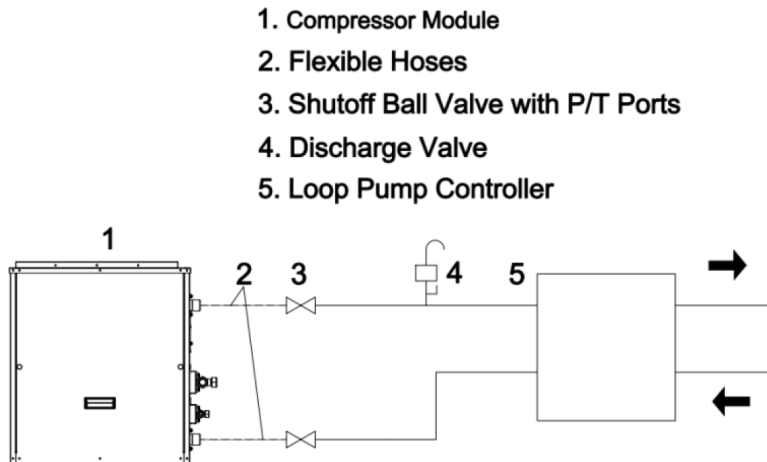 1. Compressor Module
2. Flexible Hoses
3. Shutoff Ball Valve with P/T Ports
4. Discharge Valve
5. Loop Pump Controller
1
2
3
4
5